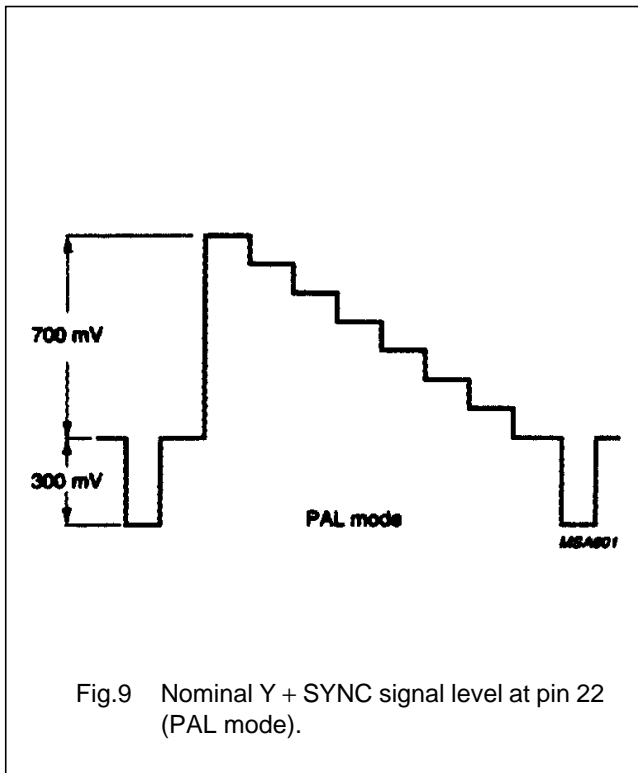 700 mV
300 mV
PAL mode
MSA601
Fig.9 Nominal Y + SYNC signal level at pin 22
(PAL mode).